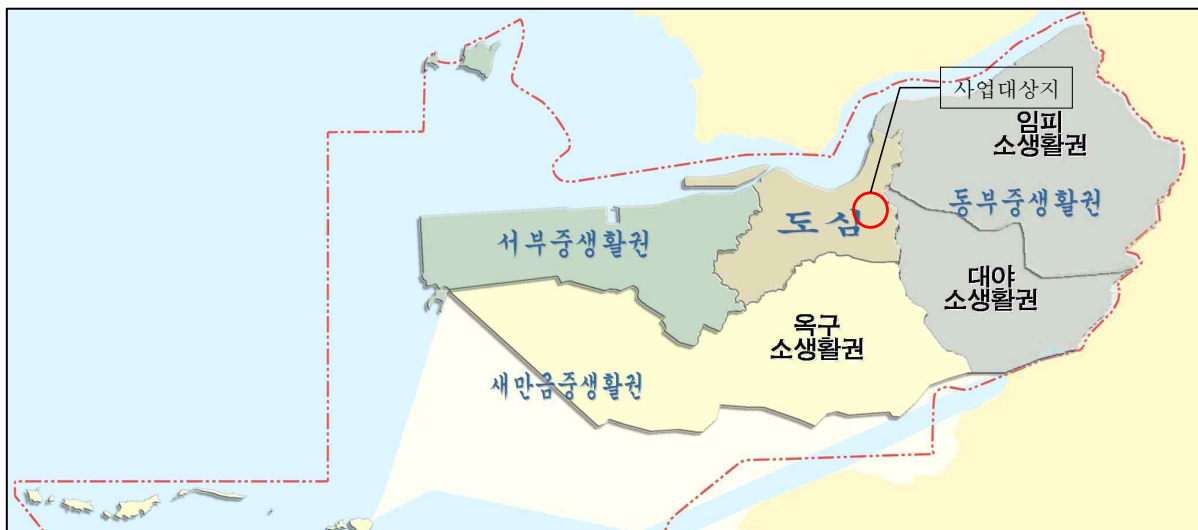 사업대상지
임피
소생활권
동부중생활권
도심
서부중생활권
대야
소생활권
옥구
소생활권
새만금중생활권